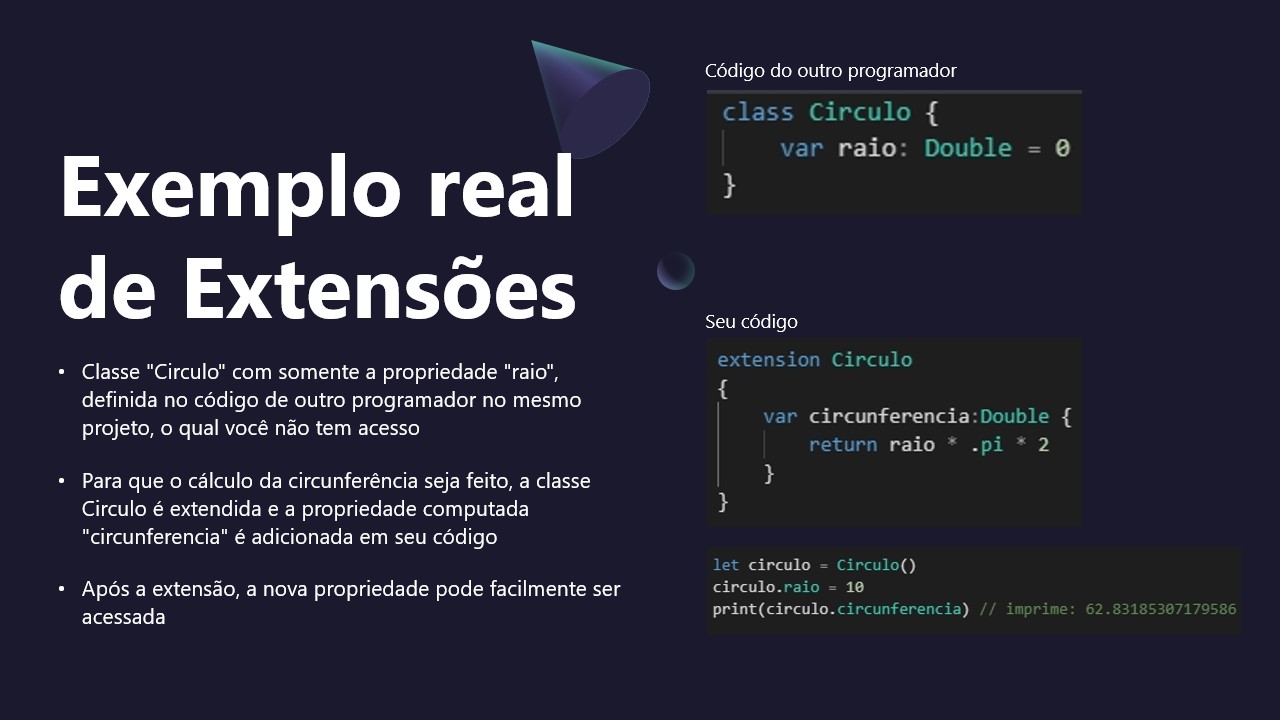 Exemplo real
de Extensões
• Classe "Circulo" com somente a propriedade "raio",
definida no código de outro programador no mesmo
projeto, o qual você não tem acesso
• Para que o cálculo da circunferência seja feito, a classe
Circulo é extendida e a propriedade computada
"circunferencia" é adicionada em seu código
• Após a extensão, a nova propriedade pode facilmente ser
acessada
Código do outro programador
class Circulo {
    var raio: Double = 0
}
Seu código
extension Circulo
{
    var circunferencia:Double {
        return raio * .pi * 2
    }
}
let circulo = Circulo()
circulo.raio = 10
print(circulo.circunferencia) // imprime: 62.83185307179586